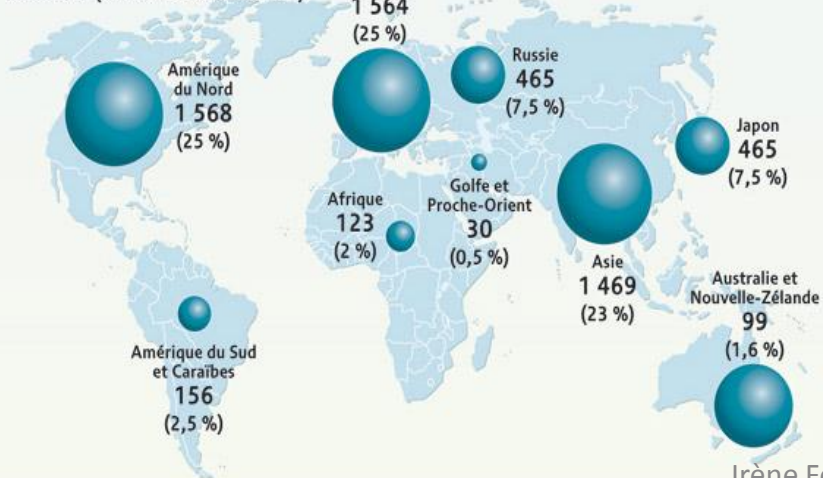 1 564
(25 %)
Amérique
du Nord
1 568
(25 %)
Russie
465
(7,5 %)
Japon
465
(7,5 %)
Afrique
123
(2 %)
Golfe et
Proche-Orient
30
(0,5 %)
Asie
1 469
(23 %)
Australie et
Nouvelle-Zélande
99
(1,6 %)
Amérique du Sud
et Caraïbes
156
(2,5 %)
Irène